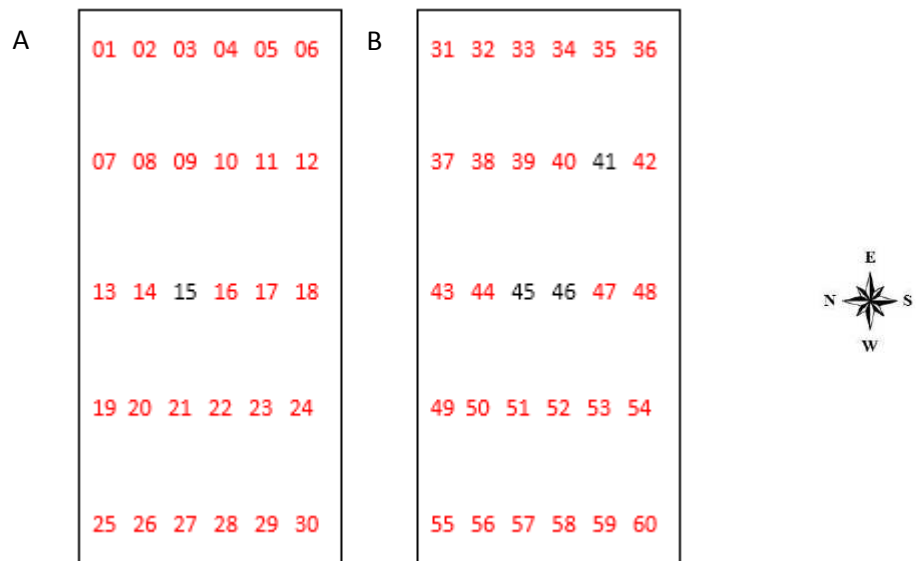 A
01 02 03 04 05 06
07 08 09 10 11 12
13 14 15 16 17 18
19 20 21 22 23 24
25 26 27 28 29 30
B
31 32 33 34 35 36
37 38 39 40 41 42
43 44 45 46 47 48
49 50 51 52 53 54
55 56 57 58 59 60
E
N S
W